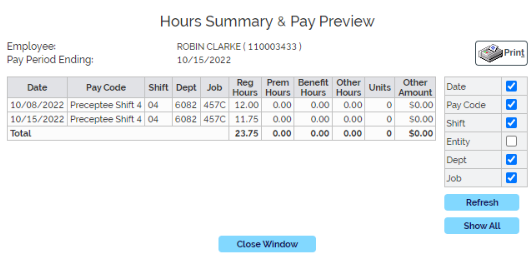 Hours Summary & Pay Preview
Employee: ROBIN CLARKE ( 110003433 )
Pay Period Ending: 10/15/2022
Print
Date Pay Code Shift Dept Job Reg Hours Prem Hours Benefit Hours Other Hours Units Other Amount
10/08/2022 Preceptee Shift 4 04 6082 457C 12.00 0.00 0.00 0.00 0 $0.00
10/15/2022 Preceptee Shift 4 04 6082 457C 11.75 0.00 0.00 0.00 0 $0.00
Total 23.75 0.00 0.00 0.00 0 $0.00
Date
Pay Code
Shift
Entity
Dept
Job
Refresh
Show All
Close Window